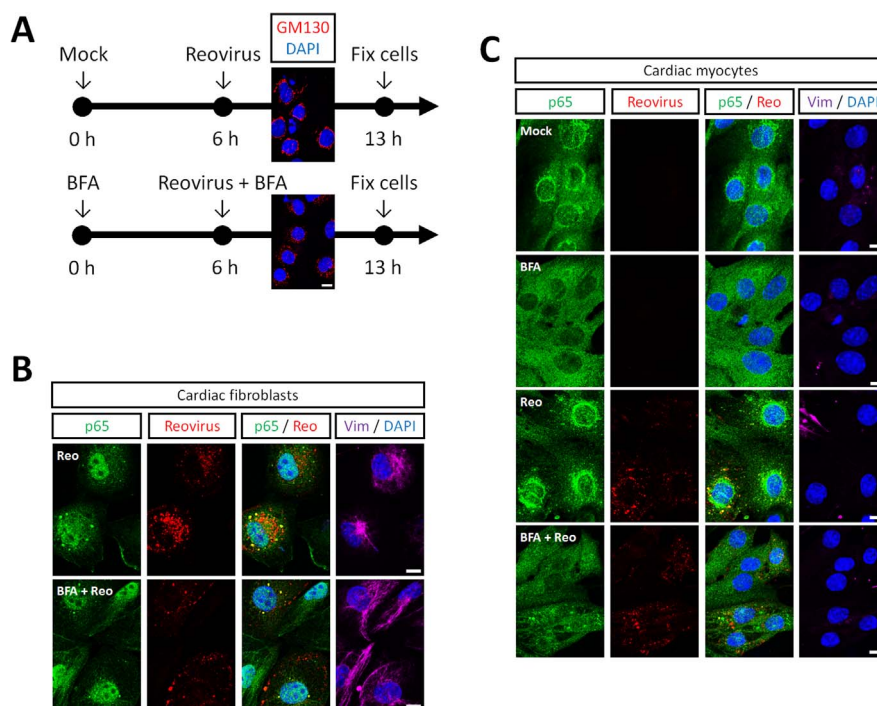 A
GM130
DAPI
Mock
Reovirus
Fix cells
0 h
6 h
13 h
BFA
Reovirus + BFA
Fix cells
0 h
6 h
13 h
B
Cardiac fibroblasts
p65
Reovirus
p65 / Reo
Vim / DAPI
Reo
BFA + Reo
C
Cardiac myocytes
p65
Reovirus
p65 / Reo
Vim / DAPI
Mock
BFA
Reo
BFA + Reo